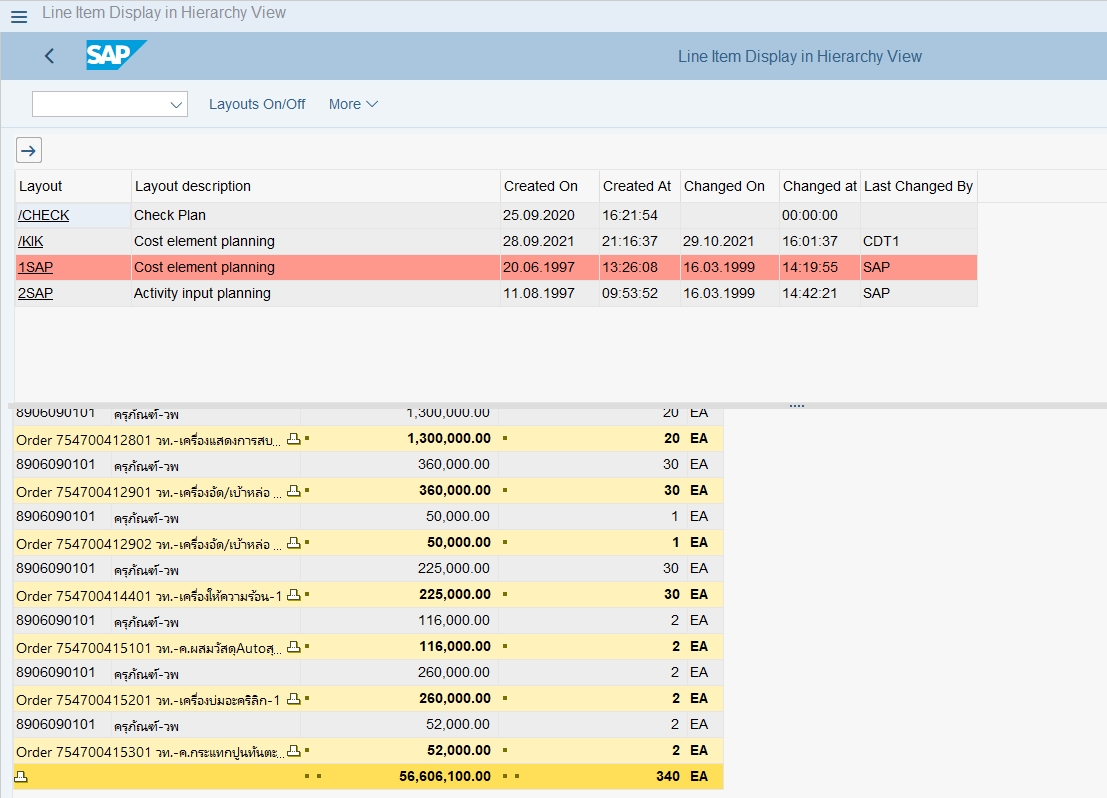 Line Item Display in Hierarchy View
SAP Line Item Display in Hierarchy View
Layouts On/Off More
Layout Layout description Created On Created At Changed On Changed at Last Changed By
/CHECK Check Plan 25.09.2020 16:21:54 00:00:00
/KIK Cost element planning 28.09.2021 21:16:37 29.10.2021 16:01:37 CDT1
1SAP Cost element planning 20.06.1997 13:26:08 16.03.1999 14:19:55 SAP
2SAP Activity input planning 11.08.1997 09:53:52 16.03.1999 14:42:21 SAP
8906090101 ครุภัณฑ์-วพ 1,300,000.00 20 EA
Order 754700412801 วท.-เครื่องแสดงการสบ... 1,300,000.00 20 EA
8906090101 ครุภัณฑ์-วพ 360,000.00 30 EA
Order 754700412901 วท.-เครื่องอัด/เบ้าหล่อ ... 360,000.00 30 EA
8906090101 ครุภัณฑ์-วพ 50,000.00 1 EA
Order 754700412902 วท.-เครื่องอัด/เบ้าหล่อ ... 50,000.00 1 EA
8906090101 ครุภัณฑ์-วพ 225,000.00 30 EA
Order 754700414401 วท.-เครื่องให้ความร้อน-1 225,000.00 30 EA
8906090101 ครุภัณฑ์-วพ 116,000.00 2 EA
Order 754700415101 วท.-ค.ผสมวัสดุAutoสุ... 116,000.00 2 EA
8906090101 ครุภัณฑ์-วพ 260,000.00 2 EA
Order 754700415201 วท.-เครื่องบ่มอะคริลิก-1 260,000.00 2 EA
8906090101 ครุภัณฑ์-วพ 52,000.00 2 EA
Order 754700415301 วท.-ค.กระแทกปูนทันตะ... 52,000.00 2 EA
56,606,100.00 340 EA